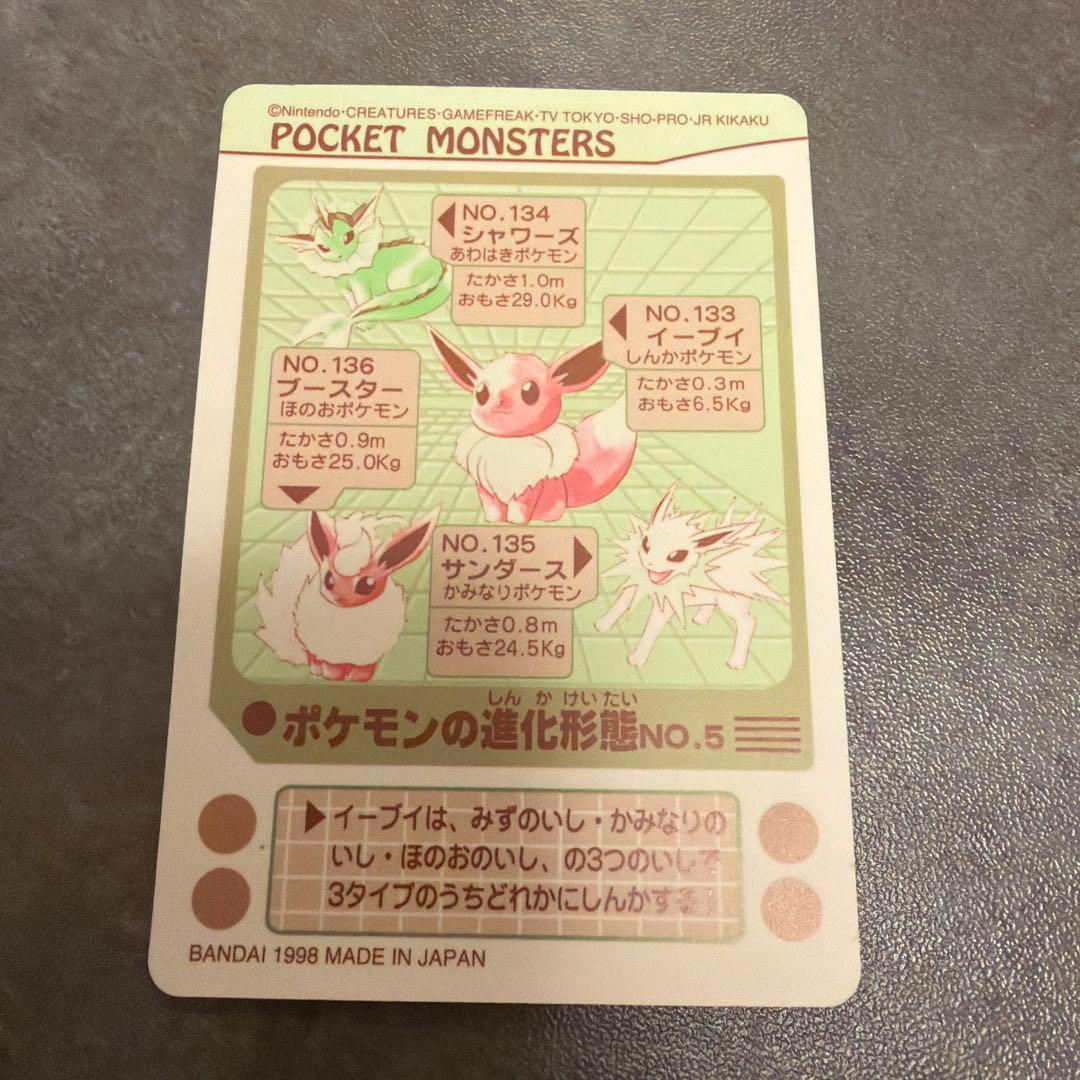 ©Nintendo・CREATURES・GAMEFREAK・TV TOKYO・SHO-PRO・JR KIKAKU
POCKET MONSTERS
NO.134
シャワーズ
あわはきポケモン
たかさ1.0m
おもさ29.0Kg
NO.133
イーブイ
しんかポケモン
たかさ0.3m
おもさ6.5Kg
NO.136
ブースター
ほのおポケモン
たかさ0.9m
おもさ25.0Kg
NO.135
サンダース
かみなりポケモン
たかさ0.8m
おもさ24.5Kg
しん か けい たい
ポケモンの進化形態NO.5
イーブイは、みずのいし・かみなりの
いし・ほのおのいし、の3つのいしで
3タイプのうちどれかにしんかする!
BANDAI 1998 MADE IN JAPAN